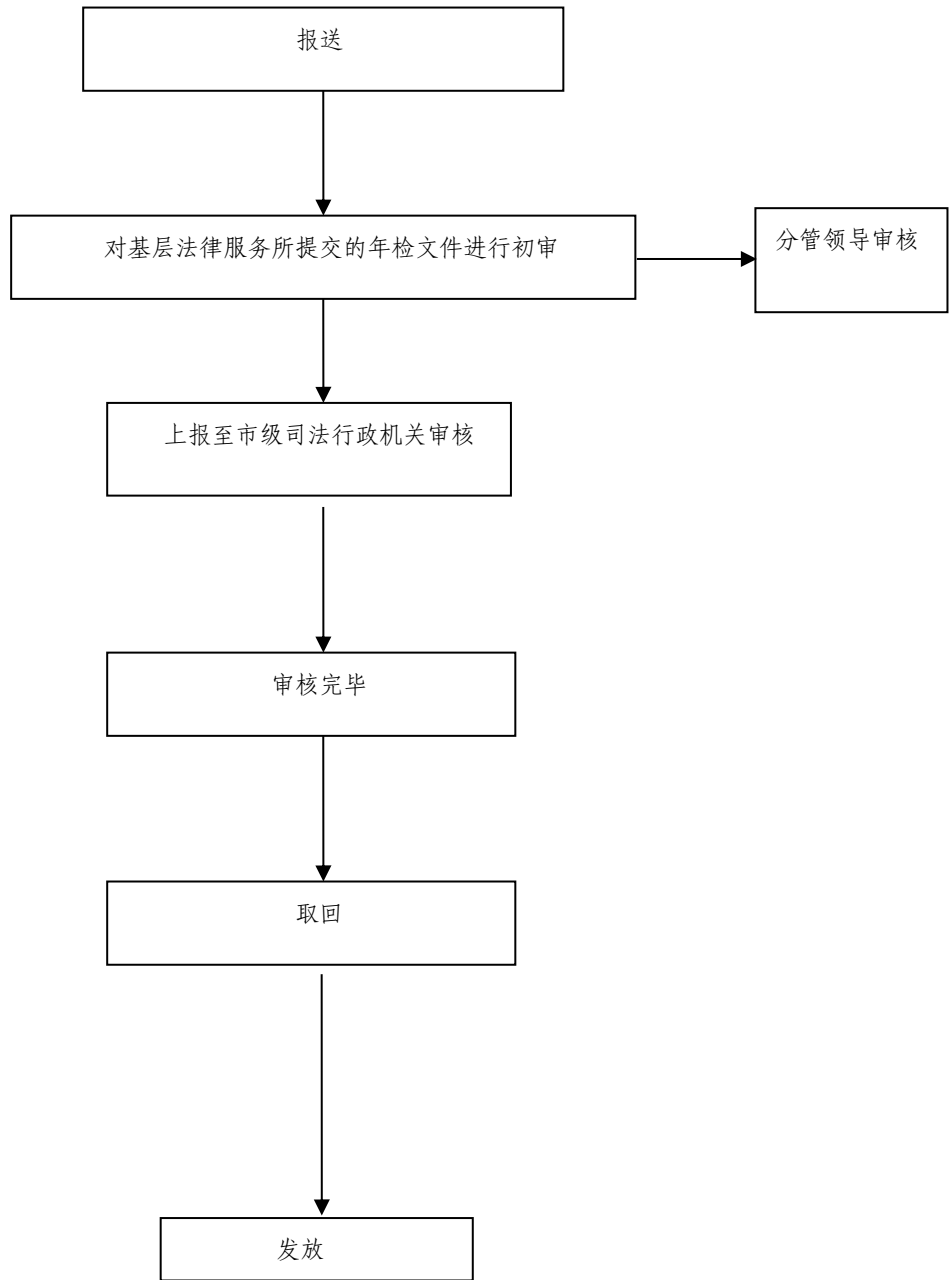 报送
对基层法律服务所提交的年检文件进行初审
分管领导审核
上报至市级司法行政机关审核
审核完毕
取回
发放